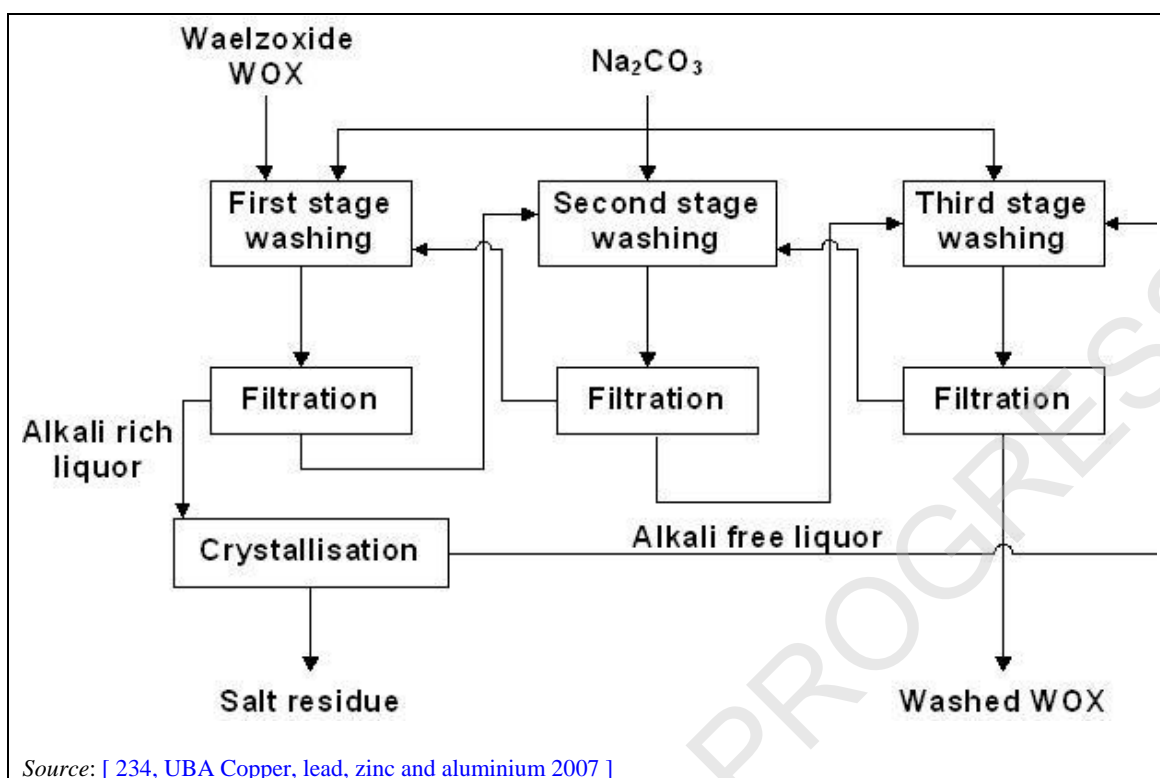 Waelzoxide
WOX
Na₂CO₃
First stage
washing
Second stage
washing
Third stage
washing
Filtration
Filtration
Filtration
Alkali rich
liquor
Crystallisation
Alkali free liquor
Salt residue
Washed WOX
PROGRESS
Source: [ 234, UBA Copper, lead, zinc and aluminium 2007 ]